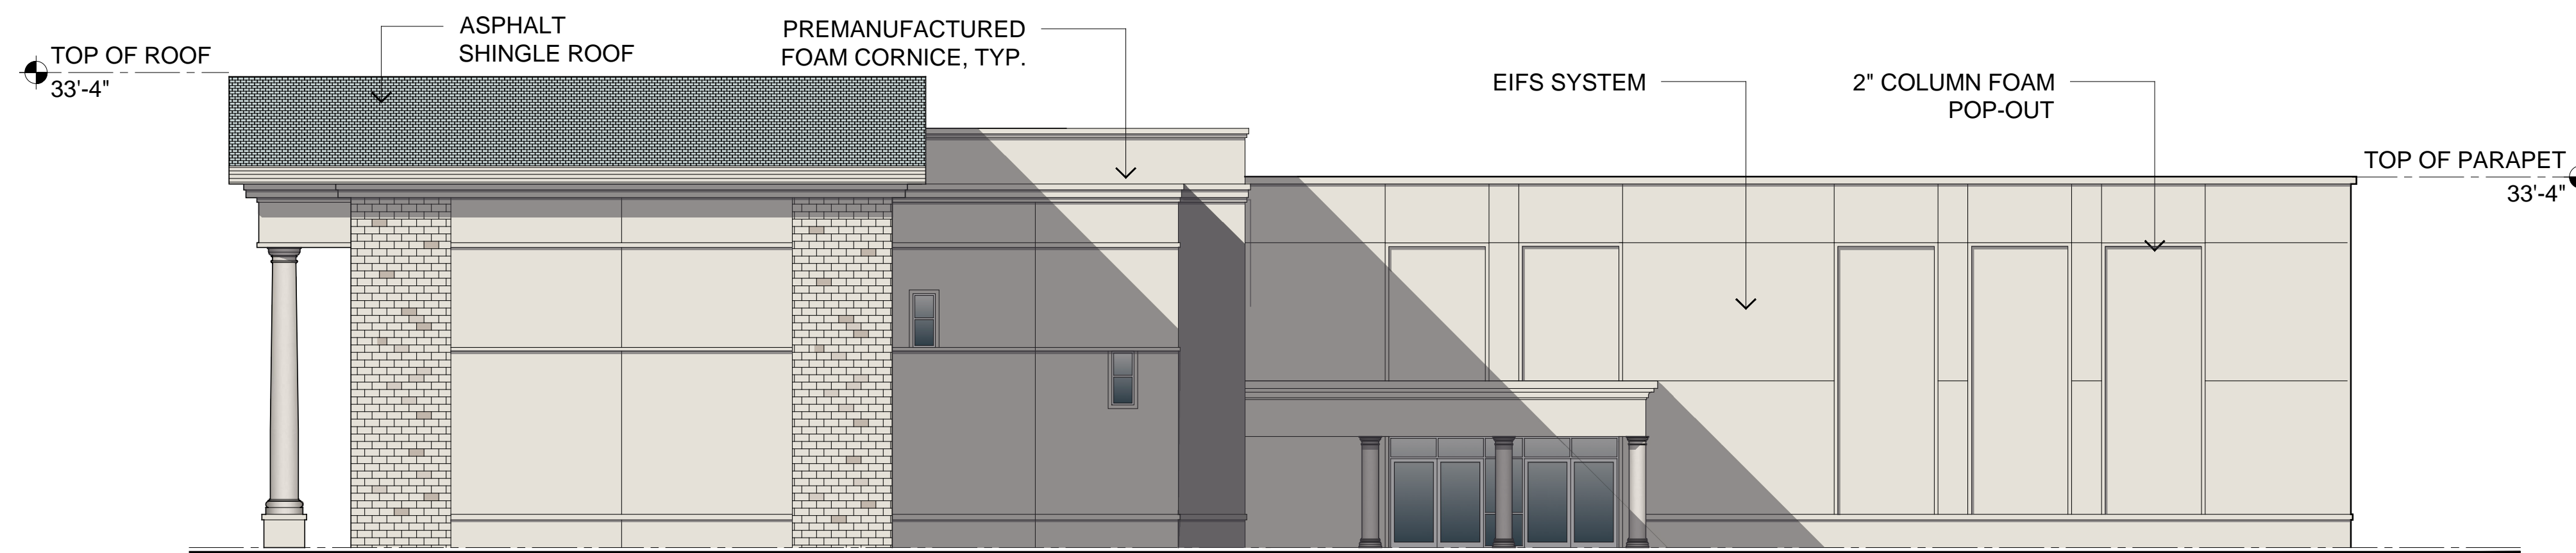 TOP OF ROOF
33'-4"
ASPHALT
SHINGLE ROOF
PREMANUFACTURED
FOAM CORNICE, TYP.
EIFS SYSTEM
2" COLUMN FOAM
POP-OUT
TOP OF PARAPET
33'-4"